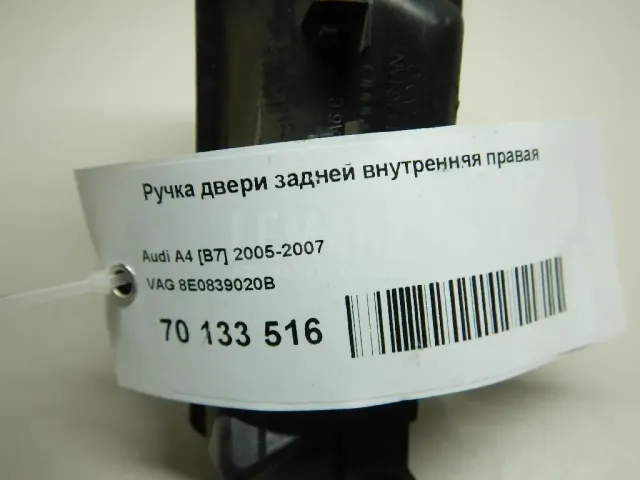 Ручка двери задней внутренняя правая
Audi A4 [B7] 2005-2007
VAG 8E0839020B
70 133 516